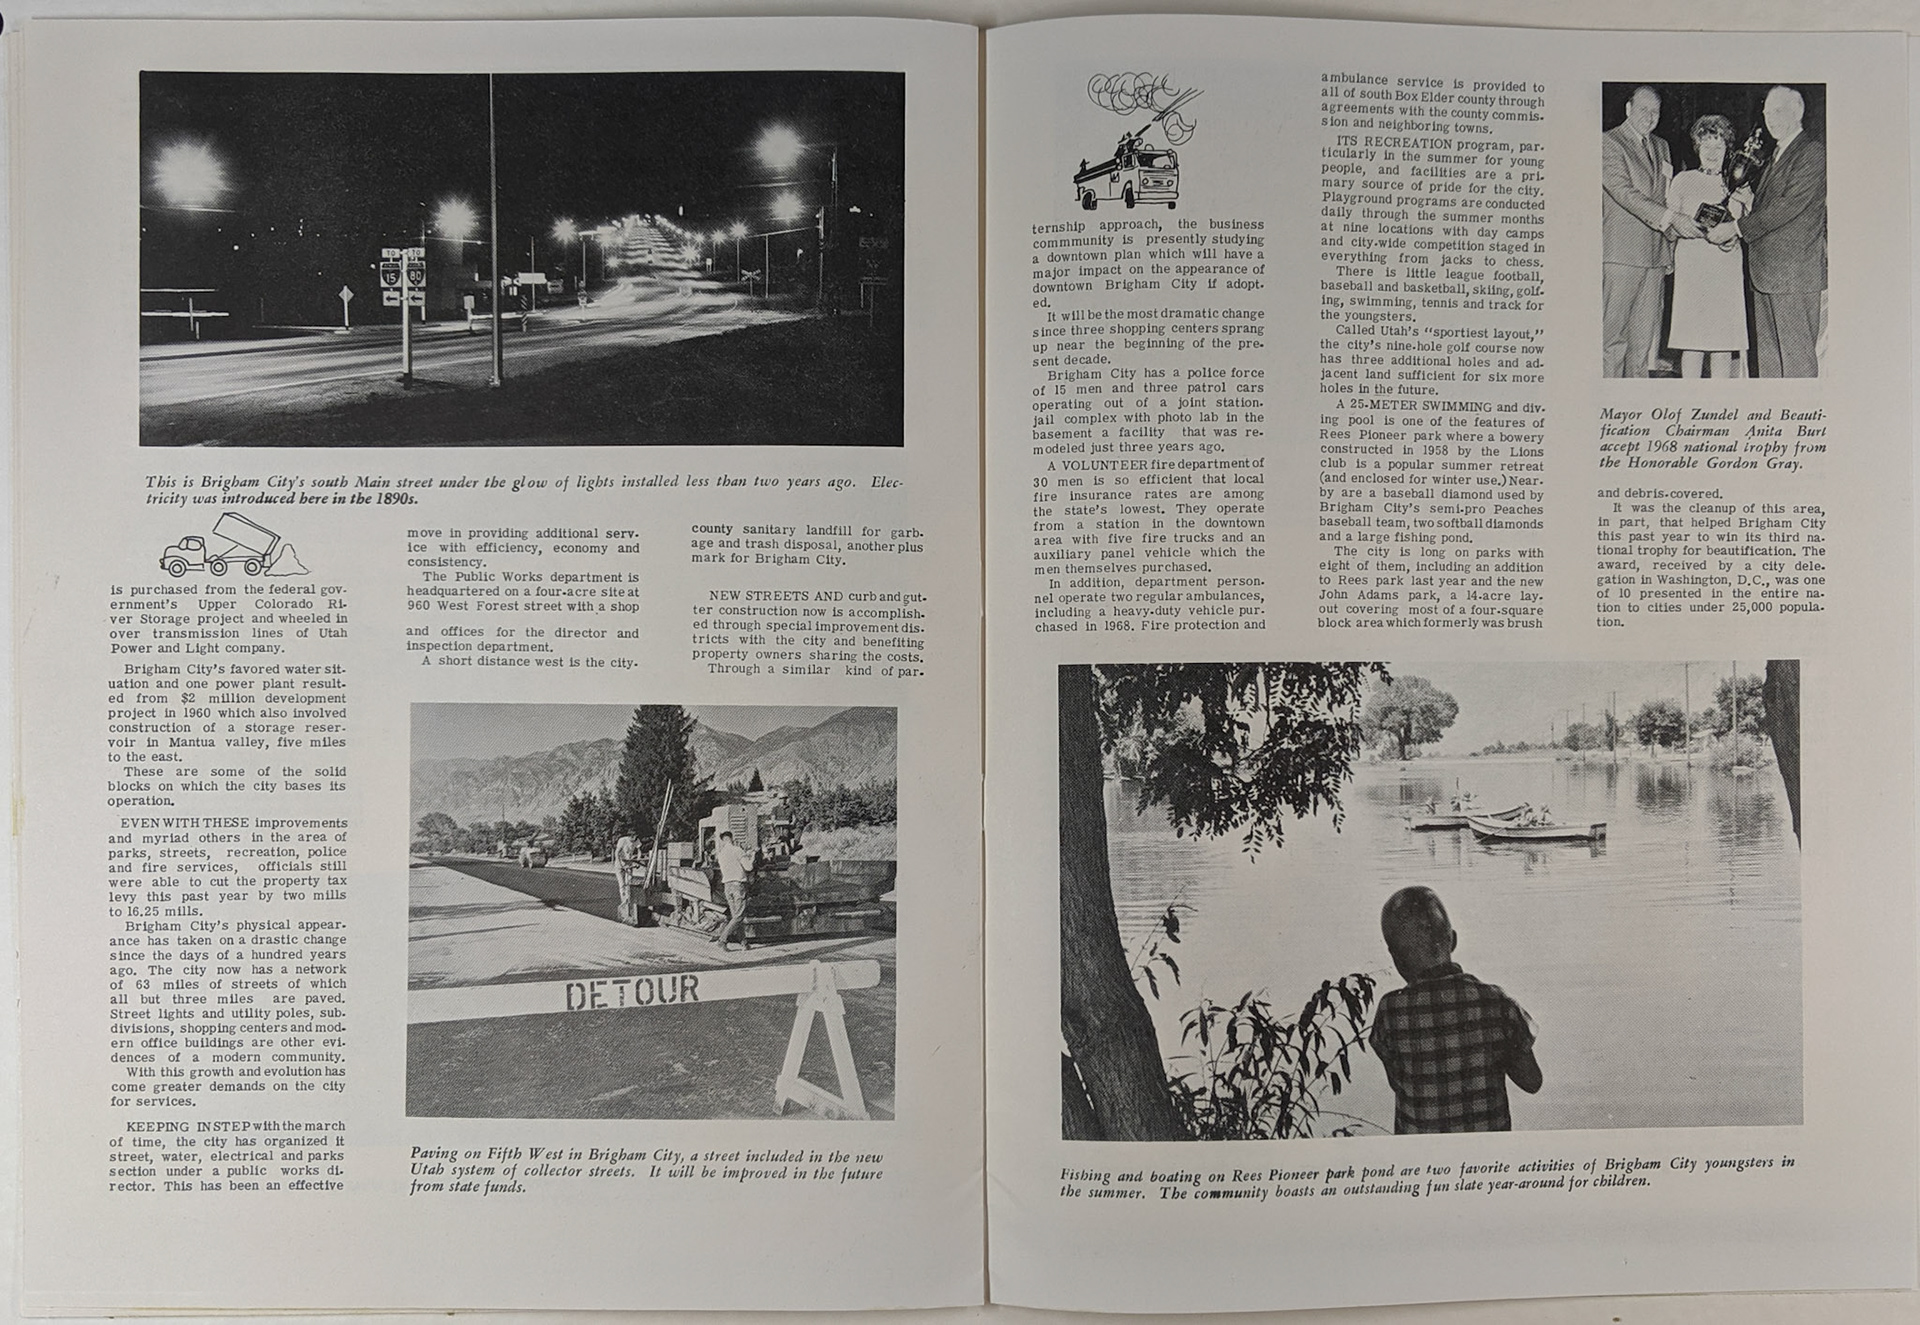 TO TO
15 80
This is Brigham City's south Main street under the glow of lights installed less than two years ago. Elec-
tricity was introduced here in the 1890s.
is purchased from the federal gov-
ernment's Upper Colorado Ri-
ver Storage project and wheeled in
over transmission lines of Utah
Power and Light company.
Brigham City's favored water sit-
uation and one power plant result-
ed from $2 million development
project in 1960 which also involved
construction of a storage reser-
voir in Mantua valley, five miles
to the east.
These are some of the solid
blocks on which the city bases its
operation.
EVEN WITH THESE improvements
and myriad others in the area of
parks, streets, recreation, police
and fire services, officials still
were able to cut the property tax
levy this past year by two mills
to 16.25 mills.
Brigham City's physical appear-
ance has taken on a drastic change
since the days of a hundred years
ago. The city now has a network
of 63 miles of streets of which
all but three miles are paved.
Street lights and utility poles, sub-
divisions, shopping centers and mod-
ern office buildings are other evi-
dences of a modern community.
With this growth and evolution has
come greater demands on the city
for services.
KEEPING IN STEP with the march
of time, the city has organized it
street, water, electrical and parks
section under a public works di-
rector. This has been an effective
move in providing additional serv-
ice with efficiency, economy and
consistency.
The Public Works department is
headquartered on a four-acre site at
960 West Forest street with a shop
and offices for the director and
inspection department.
A short distance west is the city-
county sanitary landfill for garb-
age and trash disposal, another plus
mark for Brigham City.
NEW STREETS AND curb and gut-
ter construction now is accomplish-
ed through special improvement dis-
tricts with the city and benefiting
property owners sharing the costs.
Through a similar kind of par-
DETOUR
Paving on Fifth West in Brigham City, a street included in the new
Utah system of collector streets. It will be improved in the future
from state funds.
ternship approach, the business
commmunity is presently studying
a downtown plan which will have a
major impact on the appearance of
downtown Brigham City if adopt-
ed.
It will be the most dramatic change
since three shopping centers sprang
up near the beginning of the pre-
sent decade.
Brigham City has a police force
of 15 men and three patrol cars
operating out of a joint station-
jail complex with photo lab in the
basement a facility that was re-
modeled just three years ago.
A VOLUNTEER fire department of
30 men is so efficient that local
fire insurance rates are among
the state's lowest. They operate
from a station in the downtown
area with five fire trucks and an
auxiliary panel vehicle which the
men themselves purchased.
In addition, department person-
nel operate two regular ambulances,
including a heavy-duty vehicle pur-
chased in 1968. Fire protection and
ambulance service is provided to
all of south Box Elder county through
agreements with the county commis-
sion and neighboring towns.
ITS RECREATION program, par-
ticularly in the summer for young
people, and facilities are a pri-
mary source of pride for the city.
Playground programs are conducted
daily through the summer months
at nine locations with day camps
and city-wide competition staged in
everything from jacks to chess.
There is little league football,
baseball and basketball, skiing, golf-
ing, swimming, tennis and track for
the youngsters.
Called Utah's "sportiest layout,"
the city's nine-hole golf course now
has three additional holes and ad-
jacent land sufficient for six more
holes in the future.
A 25-METER SWIMMING and div-
ing pool is one of the features of
Rees Pioneer park where a bowery
constructed in 1958 by the Lions
club is a popular summer retreat
(and enclosed for winter use.) Near-
by are a baseball diamond used by
Brigham City's semi-pro Peaches
baseball team, two softball diamonds
and a large fishing pond.
The city is long on parks with
eight of them, including an addition
to Rees park last year and the new
John Adams park, a 14-acre lay-
out covering most of a four-square
block area which formerly was brush
Mayor Olof Zundel and Beauti-
fication Chairman Anita Burt
accept 1968 national trophy from
the Honorable Gordon Gray.
and debris-covered.
It was the cleanup of this area,
in part, that helped Brigham City
this past year to win its third na-
tional trophy for beautification. The
award, received by a city dele-
gation in Washington, D.C., was one
of 10 presented in the entire na-
tion to cities under 25,000 popula-
tion.
Fishing and boating on Rees Pioneer park pond are two favorite activities of Brigham City youngsters in
the summer. The community boasts an outstanding fun slate year-around for children.